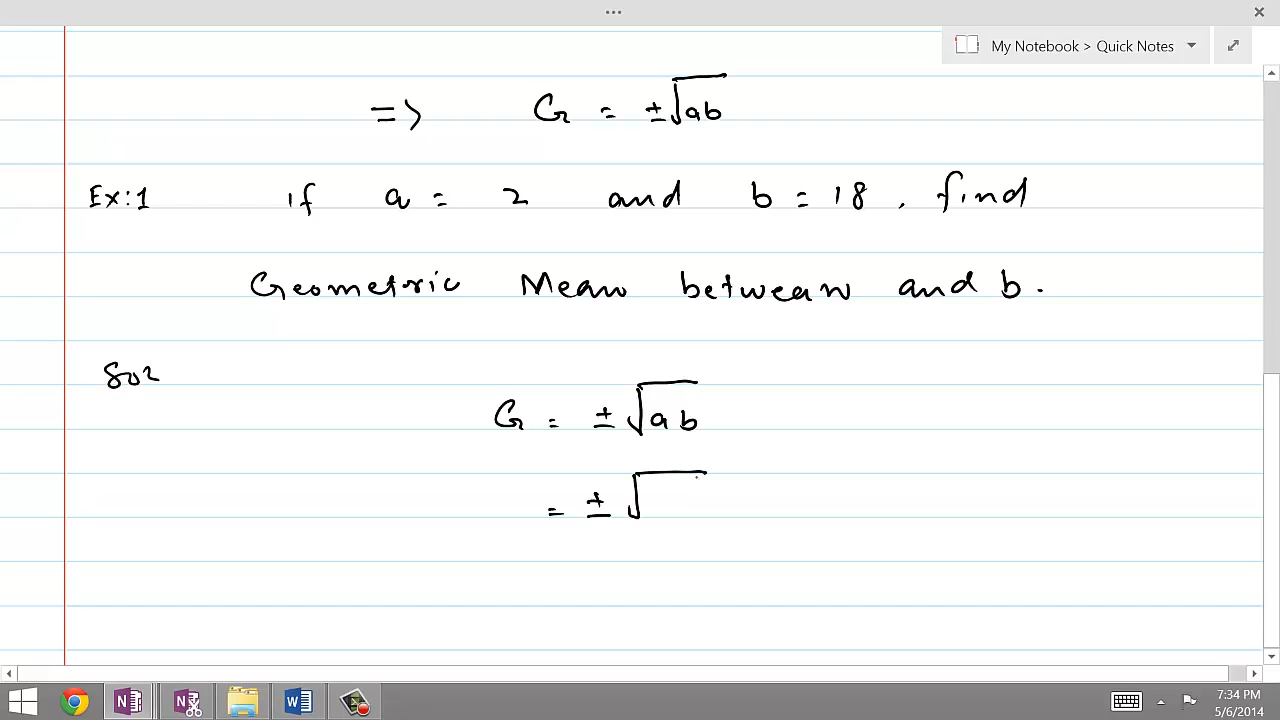 ...
My Notebook > Quick Notes
=> G = ±√ab
Ex:1 if a = 2 and b = 18 . find
Geometric Mean between and b.
Sol
G = ±√ab
= ±√
7:34 PM
5/6/2014